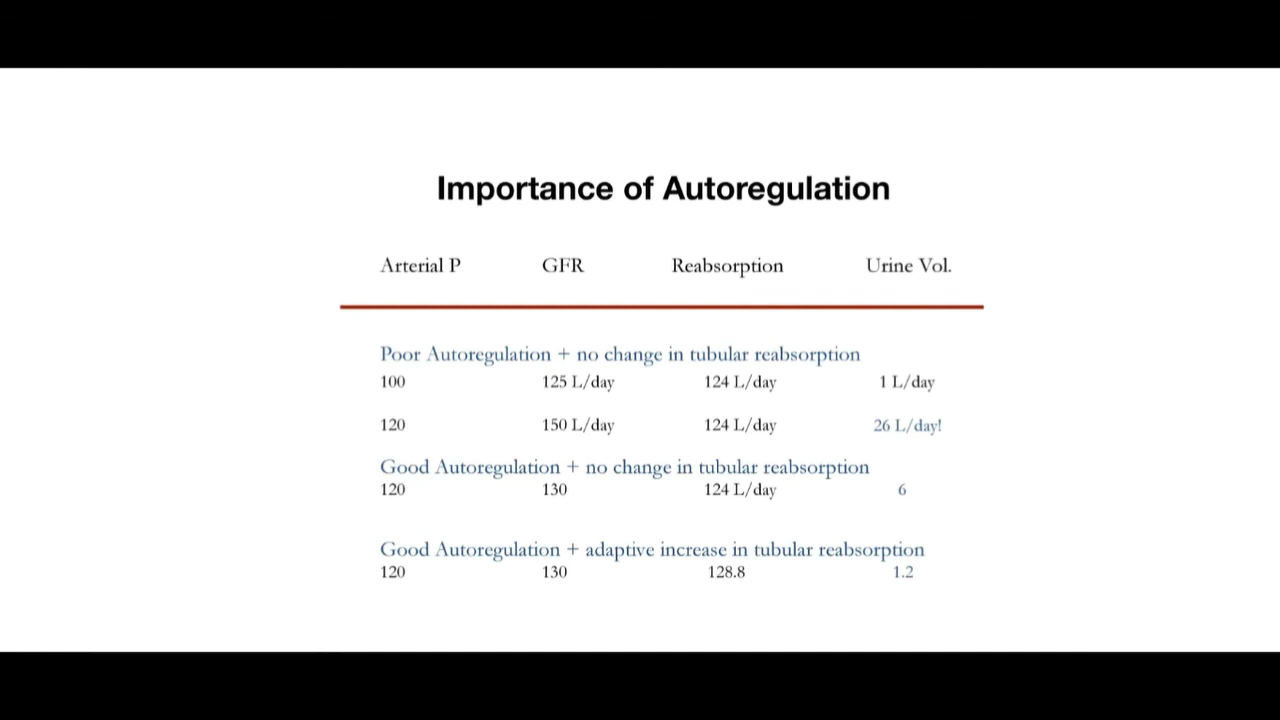 Importance of Autoregulation
Arterial P GFR Reabsorption Urine Vol.
Poor Autoregulation + no change in tubular reabsorption
100 125 L/day 124 L/day 1 L/day
120 150 L/day 124 L/day 26 L/day!
Good Autoregulation + no change in tubular reabsorption
120 130 124 L/day 6
Good Autoregulation + adaptive increase in tubular reabsorption
120 130 128.8 1.2